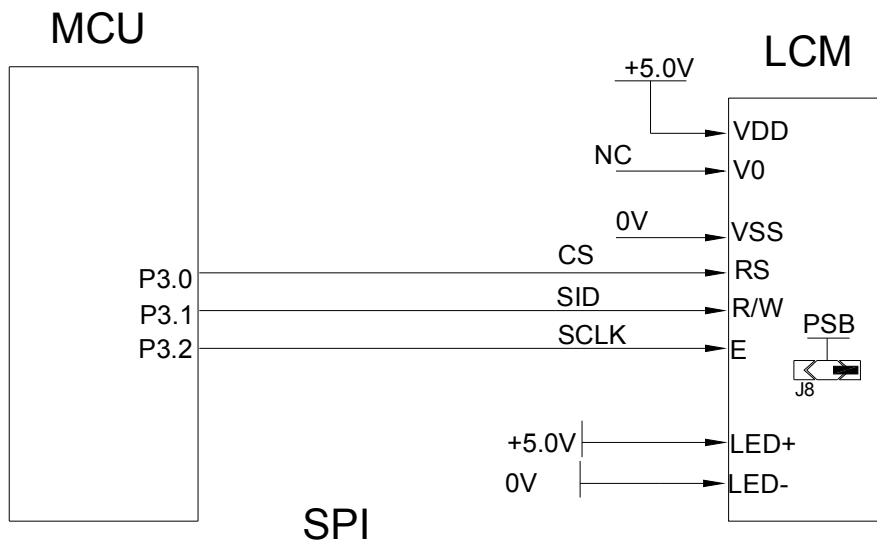 MCU
LCM
+5.0V
VDD
NC
V0
0V
VSS
CS
P3.0
RS
SID
P3.1
R/W
SCLK
P3.2
E
PSB
J8
+5.0V
LED+
0V
LED-
SPI